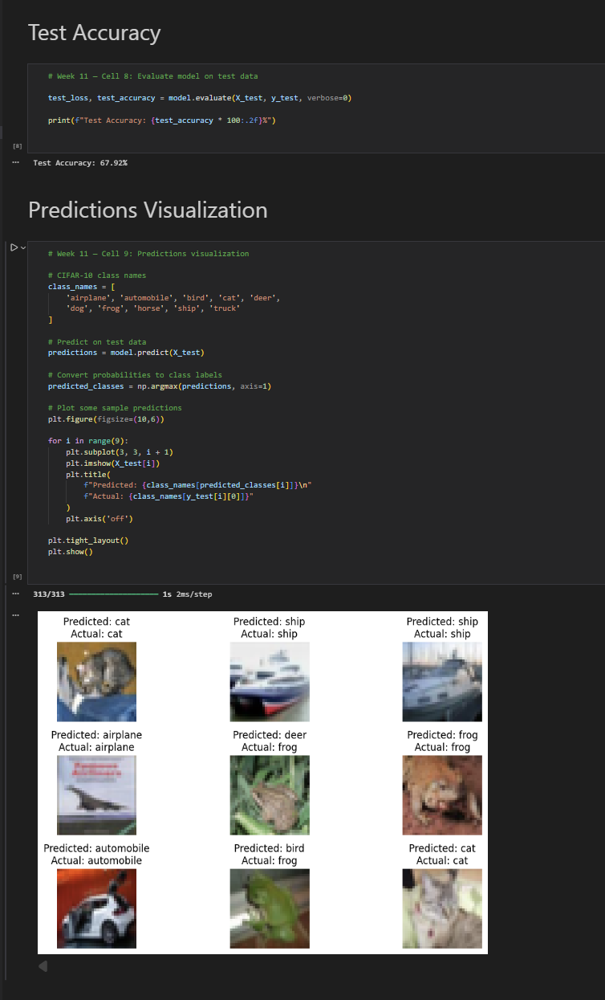 Test Accuracy
# Week 11 — Cell 8: Evaluate model on test data
test_loss, test_accuracy = model.evaluate(X_test, y_test, verbose=0)
print(f"Test Accuracy: {test_accuracy * 100:.2f}%")
[8]
... Test Accuracy: 67.92%
Predictions Visualization
# Week 11 — Cell 9: Predictions visualization
# CIFAR-10 class names
class_names = [
    'airplane', 'automobile', 'bird', 'cat', 'deer',
    'dog', 'frog', 'horse', 'ship', 'truck'
]
# Predict on test data
predictions = model.predict(X_test)
# Convert probabilities to class labels
predicted_classes = np.argmax(predictions, axis=1)
# Plot some sample predictions
plt.figure(figsize=(10,6))
for i in range(9):
    plt.subplot(3, 3, i + 1)
    plt.imshow(X_test[i])
    plt.title(
        f"Predicted: {class_names[predicted_classes[i]]}\n"
        f"Actual: {class_names[y_test[i][0]]}"
    )
    plt.axis('off')
plt.tight_layout()
plt.show()
[9]
... 313/313 ━━━━━━━━━━━━━━━━━━━━ 1s 2ms/step
...
Predicted: cat Predicted: ship Predicted: ship
Actual: cat Actual: ship Actual: ship
Predicted: airplane Predicted: deer Predicted: frog
Actual: airplane Actual: frog Actual: frog
Predicted: automobile Predicted: bird Predicted: cat
Actual: automobile Actual: frog Actual: cat